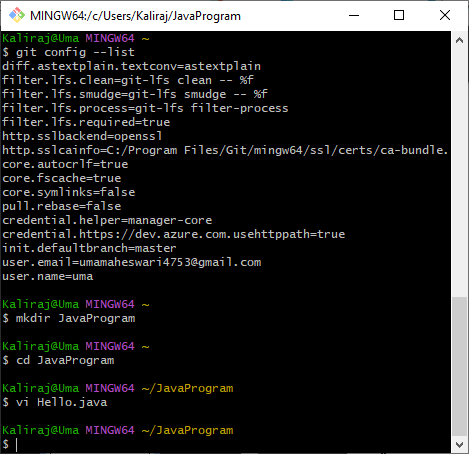 MINGW64:/c/Users/Kaliraj/JavaProgram
Kaliraj@Uma MINGW64 ~
$ git config --list
diff.astextplain.textconv=astextplain
filter.lfs.clean=git-lfs clean -- %f
filter.lfs.smudge=git-lfs smudge -- %f
filter.lfs.process=git-lfs filter-process
filter.lfs.required=true
http.sslbackend=openssl
http.sslcainfo=C:/Program Files/Git/mingw64/ssl/certs/ca-bundle.
core.autocrlf=true
core.fscache=true
core.symlinks=false
pull.rebase=false
credential.helper=manager-core
credential.https://dev.azure.com.usehttppath=true
init.defaultbranch=master
user.email=umamaheswari4753@gmail.com
user.name=uma
Kaliraj@Uma MINGW64 ~
$ mkdir JavaProgram
Kaliraj@Uma MINGW64 ~
$ cd JavaProgram
Kaliraj@Uma MINGW64 ~/JavaProgram
$ vi Hello.java
Kaliraj@Uma MINGW64 ~/JavaProgram
$